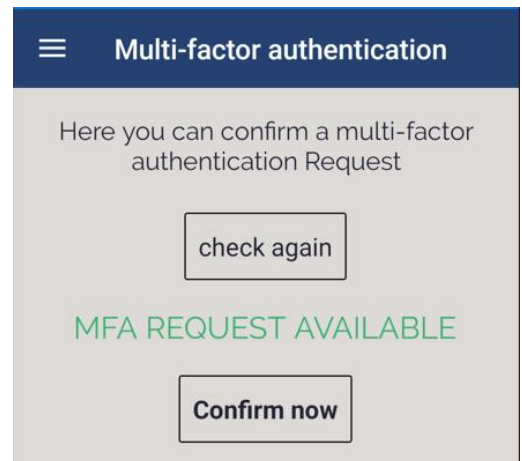 Multi-factor authentication
Here you can confirm a multi-factor
authentication Request
check again
MFA REQUEST AVAILABLE
Confirm now